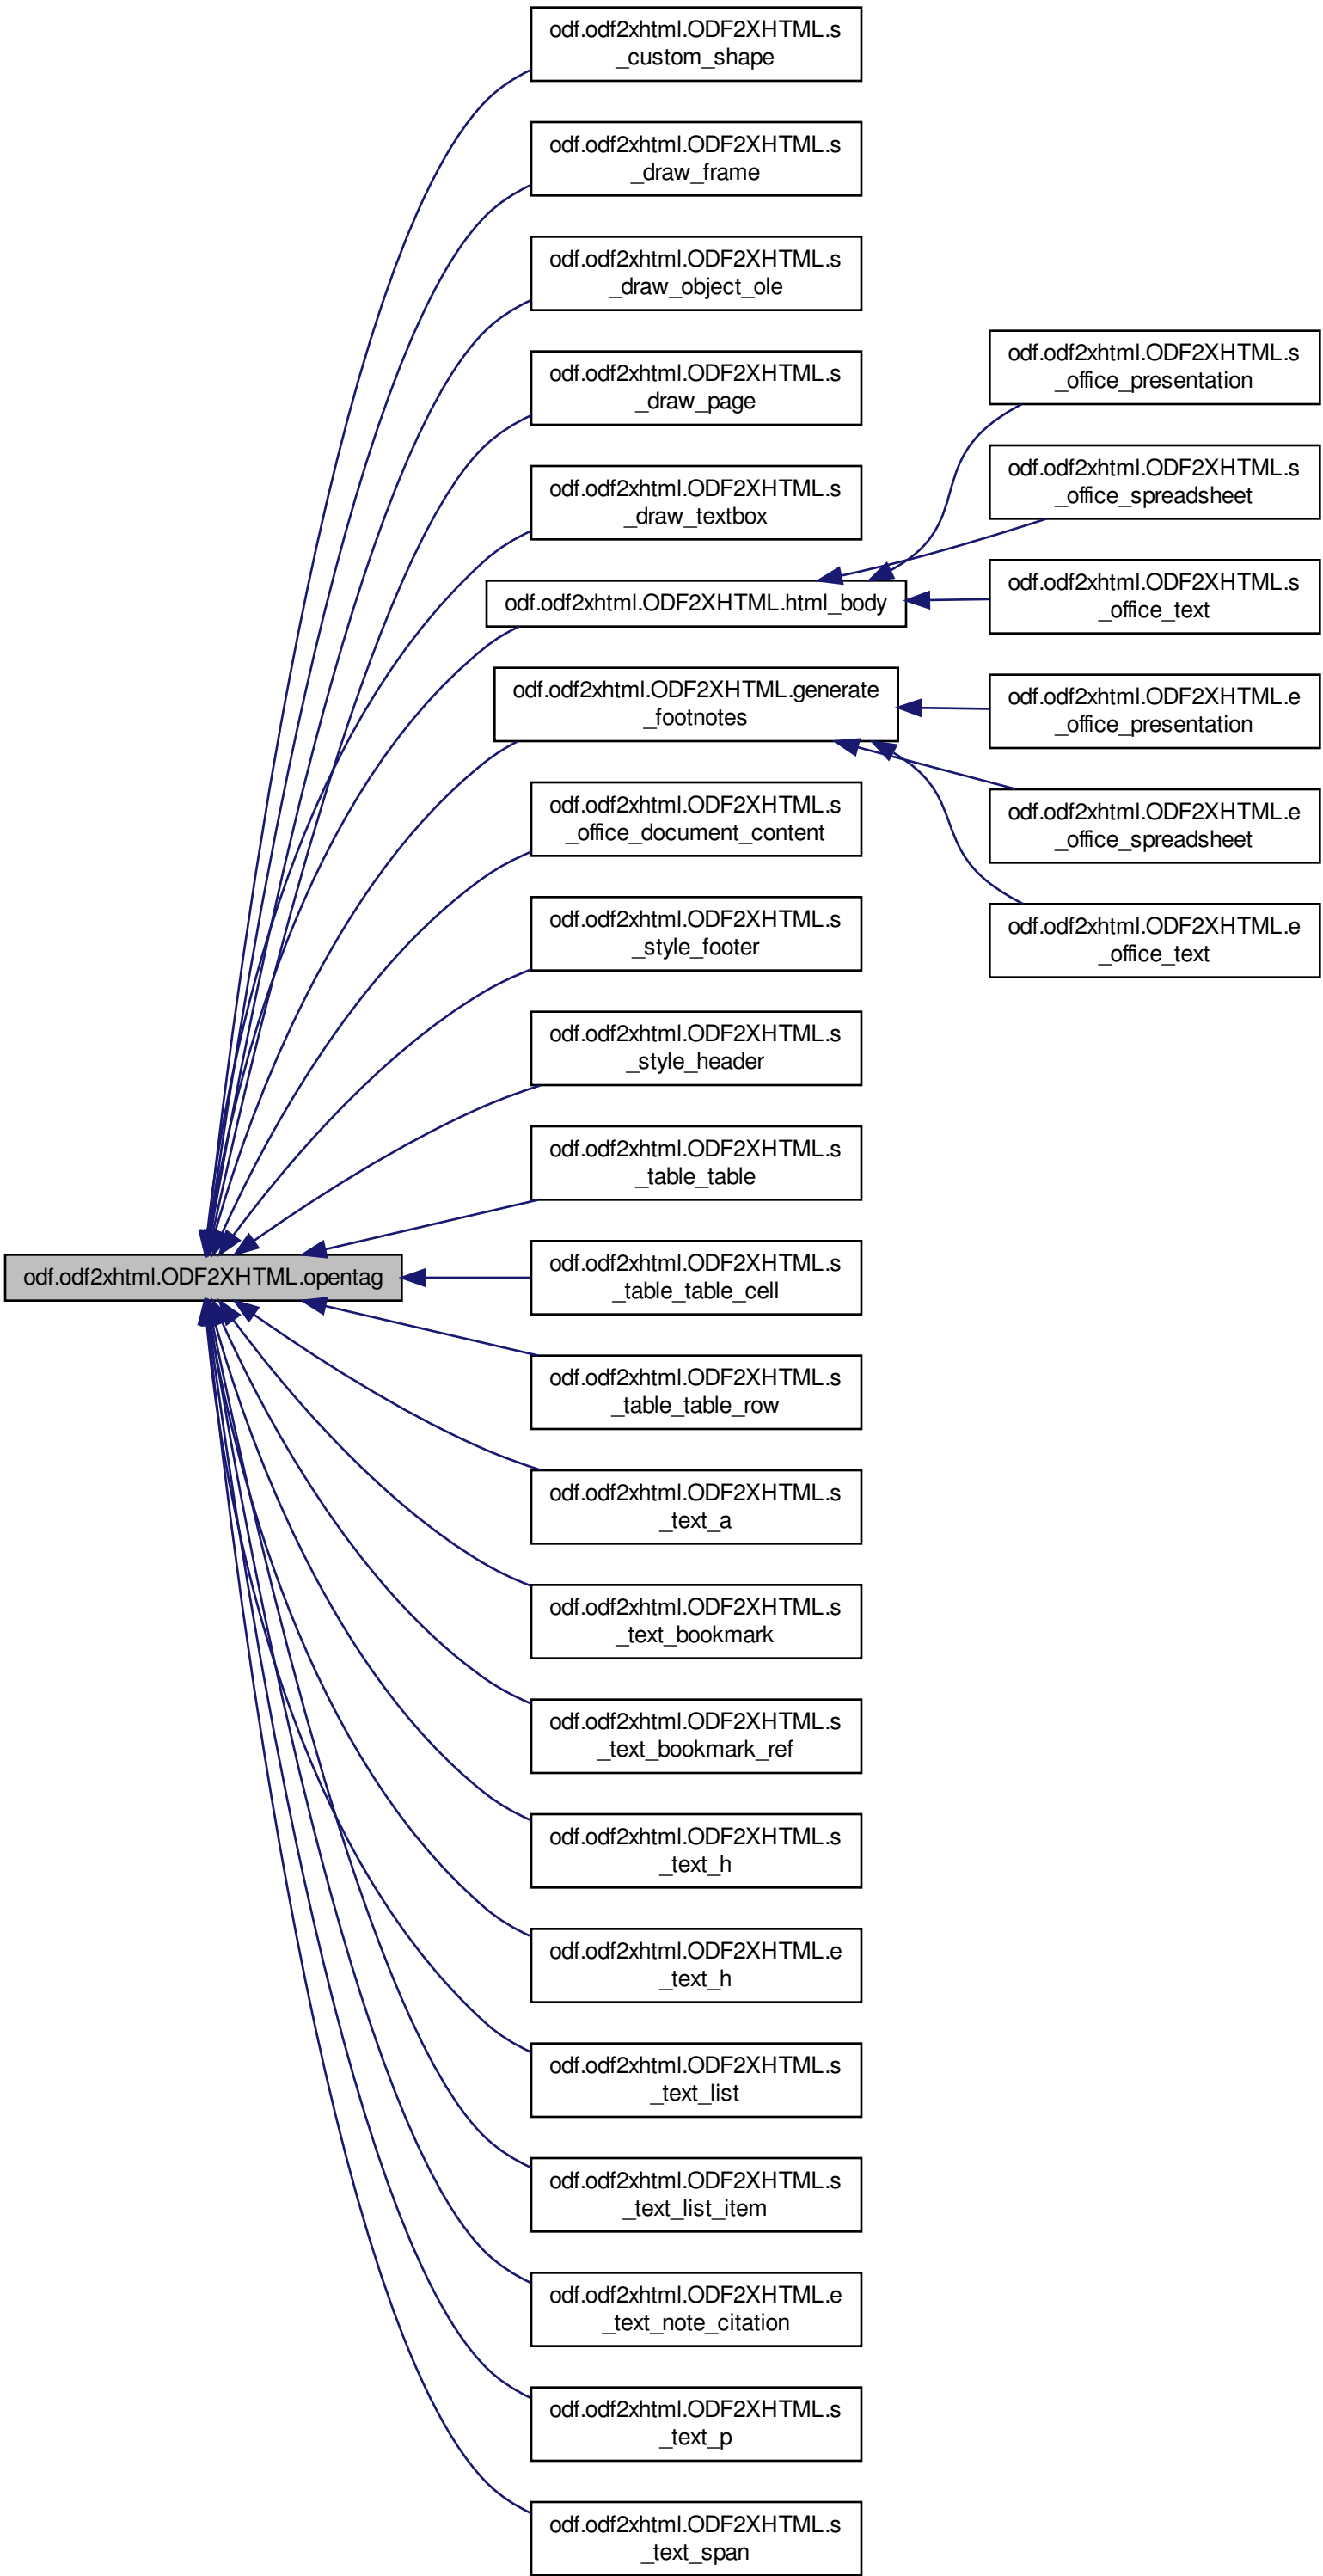 odf.odf2xhtml.ODF2XHTML.s
_custom_shape
odf.odf2xhtml.ODF2XHTML.s
_draw_frame
odf.odf2xhtml.ODF2XHTML.s
_draw_object_ole
odf.odf2xhtml.ODF2XHTML.s
_draw_page
odf.odf2xhtml.ODF2XHTML.s
_draw_textbox
odf.odf2xhtml.ODF2XHTML.html_body
odf.odf2xhtml.ODF2XHTML.generate
_footnotes
odf.odf2xhtml.ODF2XHTML.s
_office_document_content
odf.odf2xhtml.ODF2XHTML.s
_style_footer
odf.odf2xhtml.ODF2XHTML.s
_style_header
odf.odf2xhtml.ODF2XHTML.s
_table_table
odf.odf2xhtml.ODF2XHTML.s
_table_table_cell
odf.odf2xhtml.ODF2XHTML.s
_table_table_row
odf.odf2xhtml.ODF2XHTML.s
_text_a
odf.odf2xhtml.ODF2XHTML.s
_text_bookmark
odf.odf2xhtml.ODF2XHTML.s
_text_bookmark_ref
odf.odf2xhtml.ODF2XHTML.s
_text_h
odf.odf2xhtml.ODF2XHTML.e
_text_h
odf.odf2xhtml.ODF2XHTML.s
_text_list
odf.odf2xhtml.ODF2XHTML.s
_text_list_item
odf.odf2xhtml.ODF2XHTML.e
_text_note_citation
odf.odf2xhtml.ODF2XHTML.s
_text_p
odf.odf2xhtml.ODF2XHTML.s
_text_span
odf.odf2xhtml.ODF2XHTML.opentag
odf.odf2xhtml.ODF2XHTML.s
_office_presentation
odf.odf2xhtml.ODF2XHTML.s
_office_spreadsheet
odf.odf2xhtml.ODF2XHTML.s
_office_text
odf.odf2xhtml.ODF2XHTML.e
_office_presentation
odf.odf2xhtml.ODF2XHTML.e
_office_spreadsheet
odf.odf2xhtml.ODF2XHTML.e
_office_text